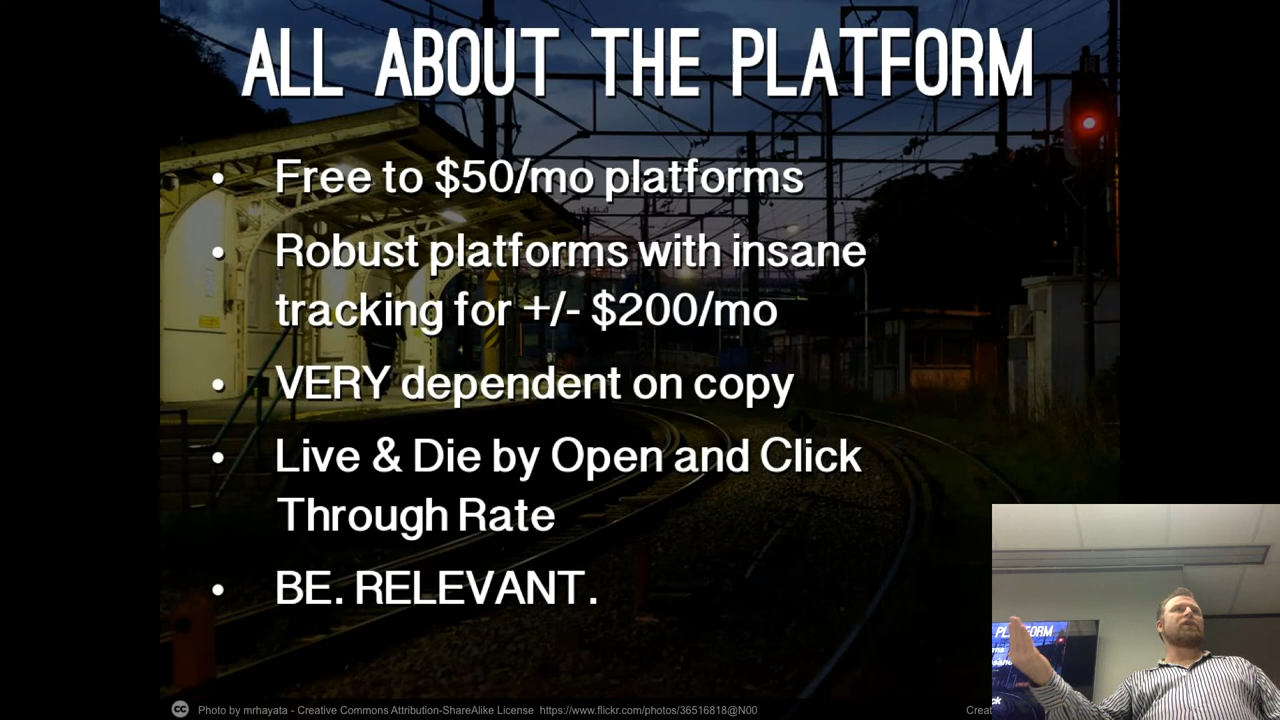 ALL ABOUT THE PLATFORM
• Free to $50/mo platforms
• Robust platforms with insane
tracking for +/- $200/mo
• VERY dependent on copy
• Live & Die by Open and Click
Through Rate
• BE. RELEVANT.
PLATFORM
cc Photo by mrhayata - Creative Commons Attribution-ShareAlike License https://www.flickr.com/photos/36516818@N00